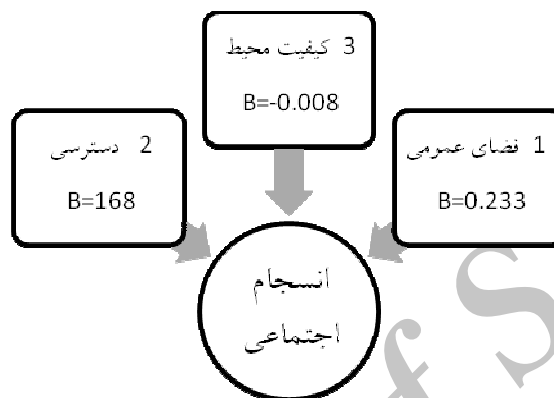 3 کیفیت محیط
B=-0.008
1 فضای عمومی
B=0.233
2 دسترسی
B=168
انسجام
اجتماعی
f S